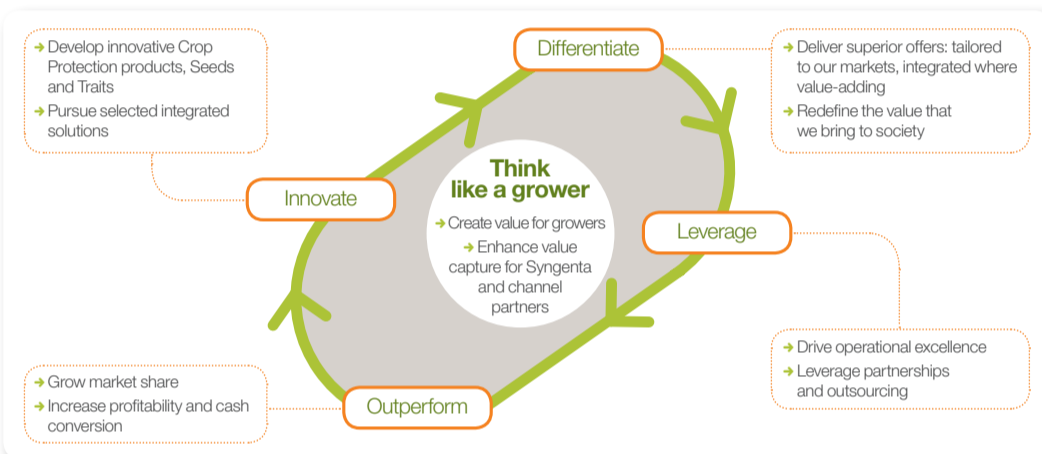 → Develop innovative Crop
Protection products, Seeds
and Traits
→ Pursue selected integrated
solutions
Differentiate
→ Deliver superior offers: tailored
to our markets, integrated where
value-adding
→ Redefine the value that
we bring to society
Innovate
Think
like a grower
→ Create value for growers
→ Enhance value
capture for Syngenta
and channel
partners
Leverage
→ Drive operational excellence
→ Leverage partnerships
and outsourcing
→ Grow market share
→ Increase profitability and cash
conversion
Outperform